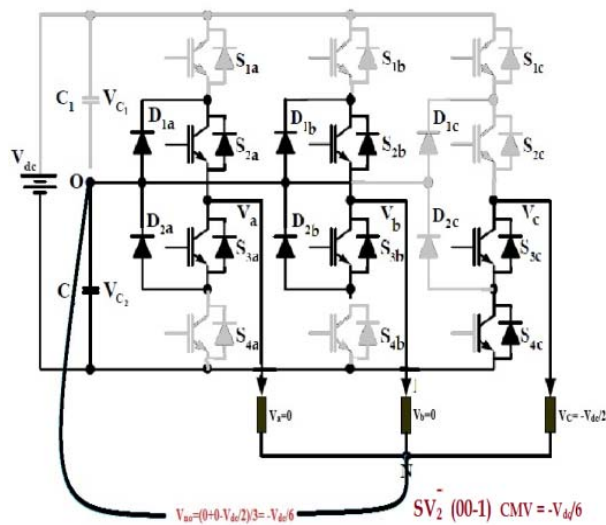 S1a
S1b
S1c
C1
VC1
D1a
D1b
D1c
S2a
S2b
S2c
Vdc
O
Va
Vb
Vc
D2a
D2b
D2c
C
VC2
S3a
S3b
S3c
S4a
S4b
S4c
Va=0
Vb=0
VC= -Vdc/2
N
Vno=(0+0-Vdc/2)/3= -Vdc/6
SV2- (00-1) CMV = -Vdc/6